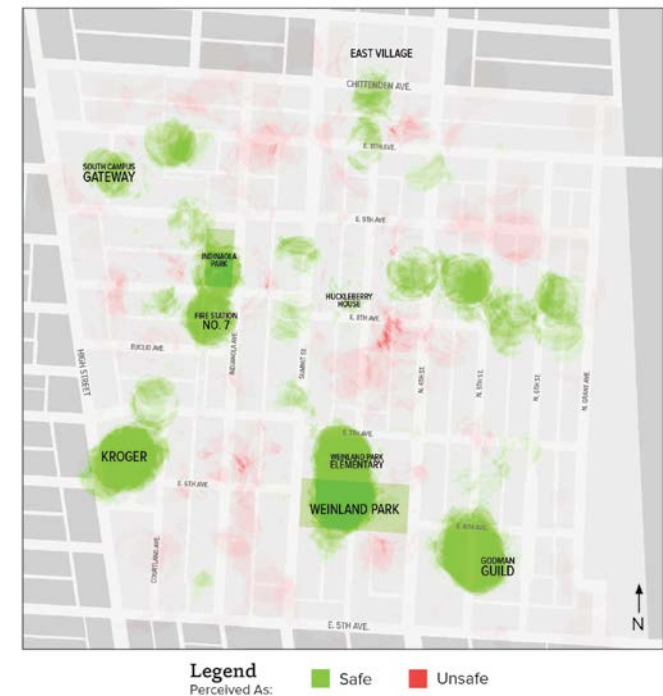 EAST VILLAGE
CHITTENDEN AVE.
E. 11TH AVE.
SOUTH CAMPUS
GATEWAY
E. 9TH AVE.
INDINAOLA
PARK
HUCKLEBERRY
HOUSE
FIRE STATION
NO. 7
E. 8TH AVE.
EUCLID AVE.
HIGH STREET
INDIANOLA AVE.
SUMMIT ST.
N. 4TH ST.
N. 5TH ST.
N. 6TH ST.
N. GRANT AVE.
E. 7TH AVE.
KROGER
WEINLAND PARK
ELEMENTARY
E. 6TH AVE.
WEINLAND PARK
E. 6TH AVE.
COURTLAND AVE.
GODMAN
GUILD
N
E. 5TH AVE.
Legend
Perceived As:
Safe
Unsafe